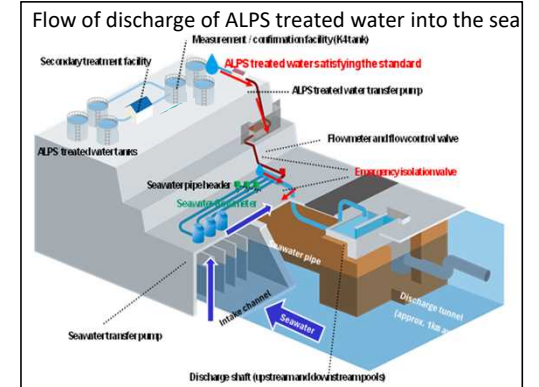 Flow of discharge of ALPS treated water into the sea
Measurement / confirmation facility (K4 tank)
Secondary treatment facility
ALPS treated water satisfying the standard
ALPS treated water transfer pump
Flowmeter and flow control valve
ALPS treated water tanks
Emergency isolation valve
Seawater pipe header
Seawater
Seawater pipe
Discharge tunnel
(approx. 1km
Intake channel
Seawater
Seawater transfer pump
Discharge shaft (upstream and downstream pools)